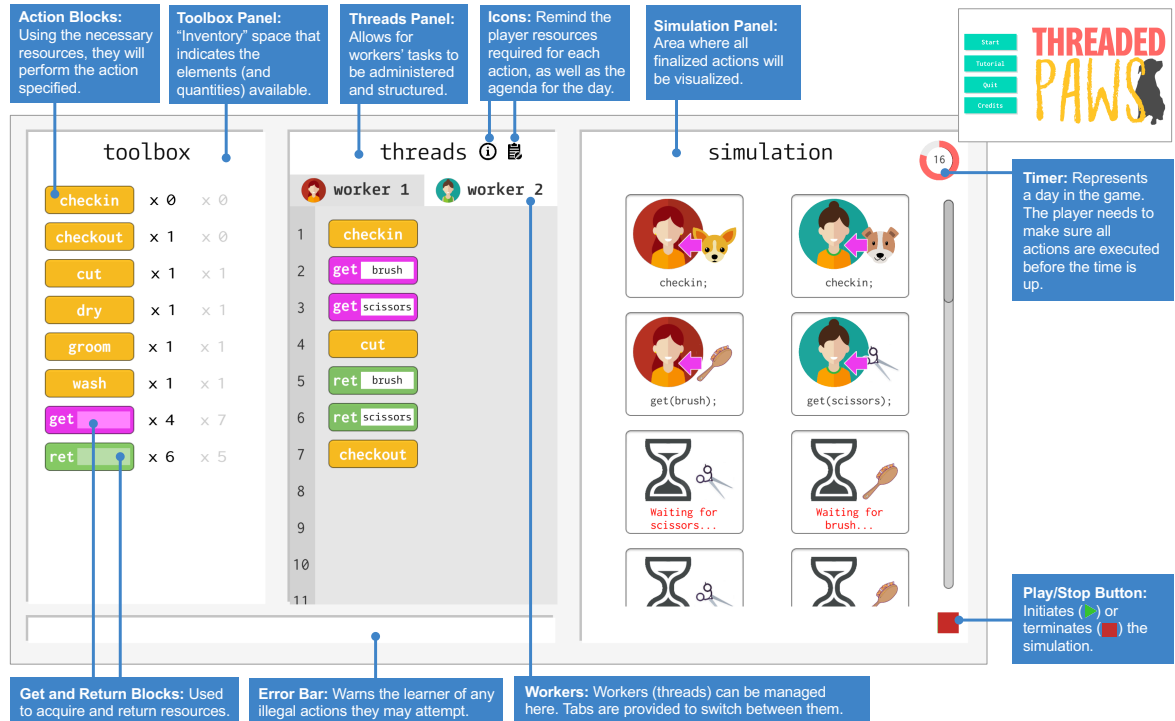 Action Blocks:
Using the necessary
resources, they will
perform the action
specified.
Toolbox Panel:
“Inventory” space that
indicates the
elements (and
quantities) available.
Threads Panel:
Allows for
workers’ tasks to
be administered
and structured.
Icons: Remind the
player resources
required for each
action, as well as the
agenda for the day.
Simulation Panel:
Area where all
finalized actions will
be visualized.
Start
Tutorial
Quit
Credits
THREADED
PAWS
toolbox
checkin x 0 x 0
checkout x 1 x 0
cut x 1 x 1
dry x 1 x 1
groom x 1 x 1
wash x 1 x 1
get x 4 x 7
ret x 6 x 5
threads
worker 1 worker 2
1 checkin
2 get brush
3 get scissors
4 cut
5 ret brush
6 ret scissors
7 checkout
8
9
10
11
simulation
16
checkin; checkin;
get(brush); get(scissors);
Waiting for
scissors...
Waiting for
brush...
Timer: Represents
a day in the game.
The player needs to
make sure all
actions are executed
before the time is
up.
Play/Stop Button:
Initiates ( ) or
terminates ( ) the
simulation.
Get and Return Blocks: Used
to acquire and return resources.
Error Bar: Warns the learner of any
illegal actions they may attempt.
Workers: Workers (threads) can be managed
here. Tabs are provided to switch between them.